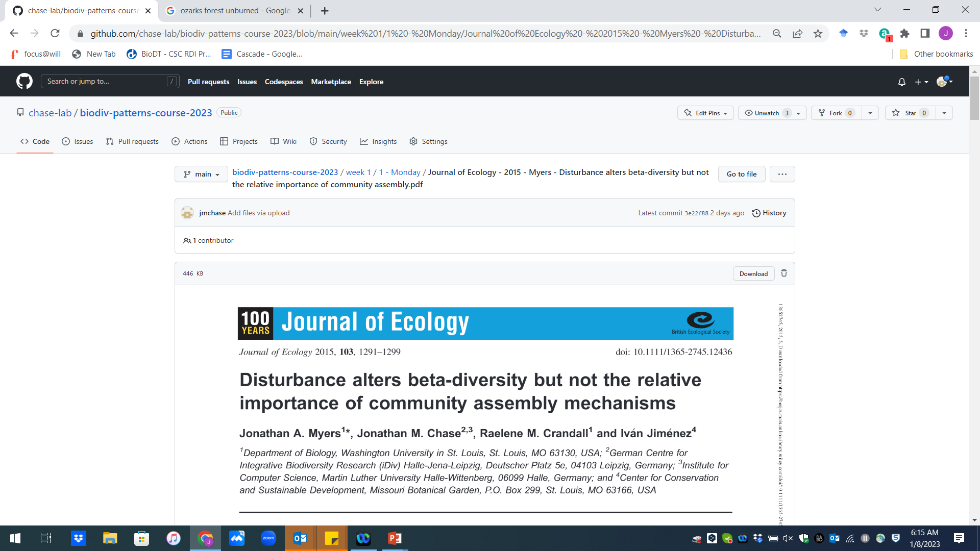 chase-lab/biodiv-patterns-cours
ozarks forest unburned - Google
github.com/chase-lab/biodiv-patterns-course-2023/blob/main/week%201/1%20-%20Monday/Journal%20of%20Ecology%20-%202015%20-%20Myers%20-%20Disturba...
focus@will
New Tab
BioDT - CSC RDI Pr...
Cascade - Google...
Other bookmarks
Search or jump to...
/
Pull requests
Issues
Codespaces
Marketplace
Explore
chase-lab / biodiv-patterns-course-2023
Public
Edit Pins
Unwatch 1
Fork 0
Star 0
Code
Issues
Pull requests
Actions
Projects
Wiki
Security
Insights
Settings
main
biodiv-patterns-course-2023 / week 1 / 1 - Monday / Journal of Ecology - 2015 - Myers - Disturbance alters beta-diversity but not
the relative importance of community assembly.pdf
Go to file
...
jmchase Add files via upload
Latest commit 3e22f88 2 days ago
History
1 contributor
446 KB
Download
100
YEARS
Journal of Ecology
British Ecological Society
Journal of Ecology 2015, 103, 1291–1299
doi: 10.1111/1365-2745.12436
Disturbance alters beta-diversity but not the relative
importance of community assembly mechanisms
Jonathan A. Myers1*, Jonathan M. Chase2,3, Raelene M. Crandall1 and Iván Jiménez4
1Department of Biology, Washington University in St. Louis, St. Louis, MO 63130, USA; 2German Centre for
Integrative Biodiversity Research (iDiv) Halle-Jena-Leipzig, Deutscher Platz 5e, 04103 Leipzig, Germany; 3Institute for
Computer Science, Martin Luther University Halle-Wittenberg, 06099 Halle, Germany; and 4Center for Conservation
and Sustainable Development, Missouri Botanical Garden, P.O. Box 299, St. Louis, MO 63166, USA
6:15 AM
1/8/2023